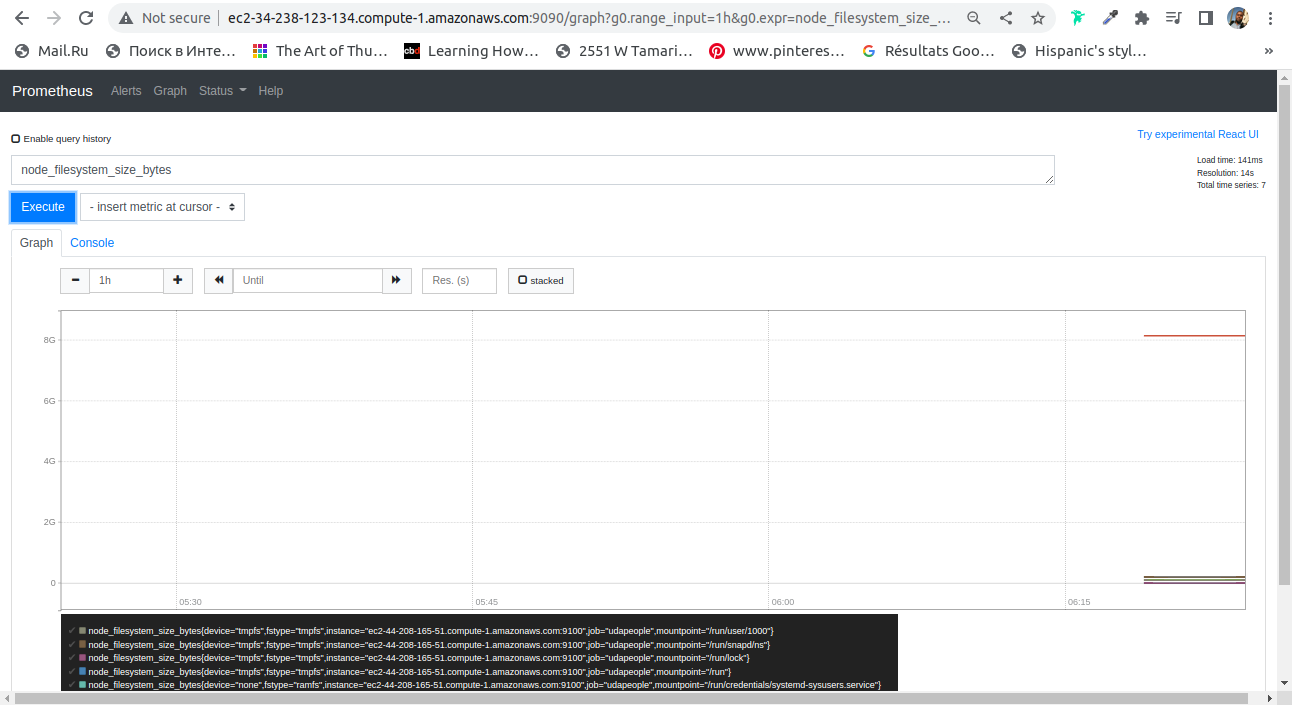 Not secure ec2-34-238-123-134.compute-1.amazonaws.com:9090/graph?g0.range_input=1h&g0.expr=node_filesystem_size_...
Mail.Ru Поиск в Инте... The Art of Thu... cbd Learning How... 2551 W Tamari... www.pinteres... Résultats Goo... Hispanic's styl... »
Prometheus Alerts Graph Status Help
Enable query history Try experimental React UI
node_filesystem_size_bytes
Load time: 141ms
Resolution: 14s
Total time series: 7
Execute - insert metric at cursor -
Graph Console
1h Until Res. (s) stacked
8G
6G
4G
2G
0
05:30 05:45 06:00 06:15
node_filesystem_size_bytes{device="tmpfs",fstype="tmpfs",instance="ec2-44-208-165-51.compute-1.amazonaws.com:9100",job="udapeople",mountpoint="/run/user/1000"}
node_filesystem_size_bytes{device="tmpfs",fstype="tmpfs",instance="ec2-44-208-165-51.compute-1.amazonaws.com:9100",job="udapeople",mountpoint="/run/snapd/ns"}
node_filesystem_size_bytes{device="tmpfs",fstype="tmpfs",instance="ec2-44-208-165-51.compute-1.amazonaws.com:9100",job="udapeople",mountpoint="/run/lock"}
node_filesystem_size_bytes{device="tmpfs",fstype="tmpfs",instance="ec2-44-208-165-51.compute-1.amazonaws.com:9100",job="udapeople",mountpoint="/run"}
node_filesystem_size_bytes{device="none",fstype="ramfs",instance="ec2-44-208-165-51.compute-1.amazonaws.com:9100",job="udapeople",mountpoint="/run/credentials/systemd-sysusers.service"}